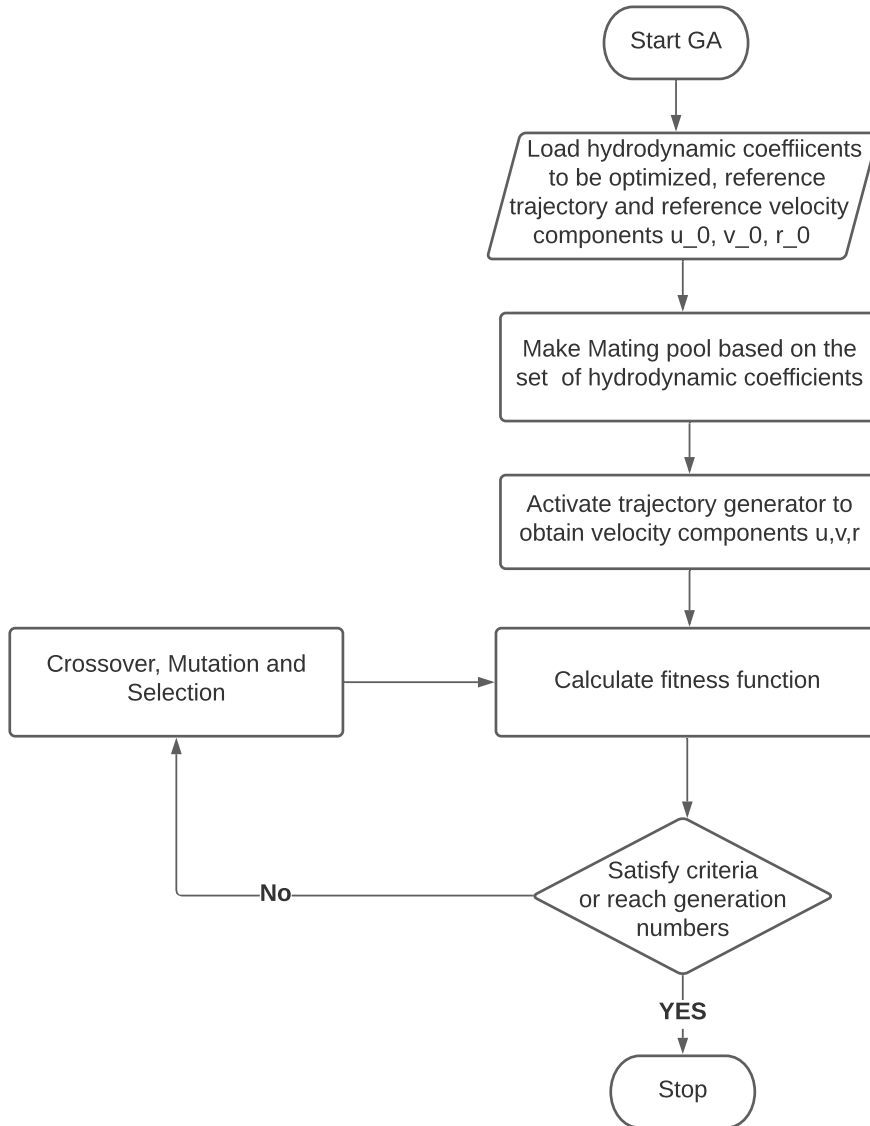 Start GA
Load hydrodynamic coeffiicents
to be optimized, reference
trajectory and reference velocity
components u_0, v_0, r_0
Make Mating pool based on the
set  of hydrodynamic coefficients
Activate trajectory generator to
obtain velocity components u,v,r
Crossover, Mutation and
Selection
Calculate fitness function
Satisfy criteria
or reach generation
numbers
No
YES
Stop